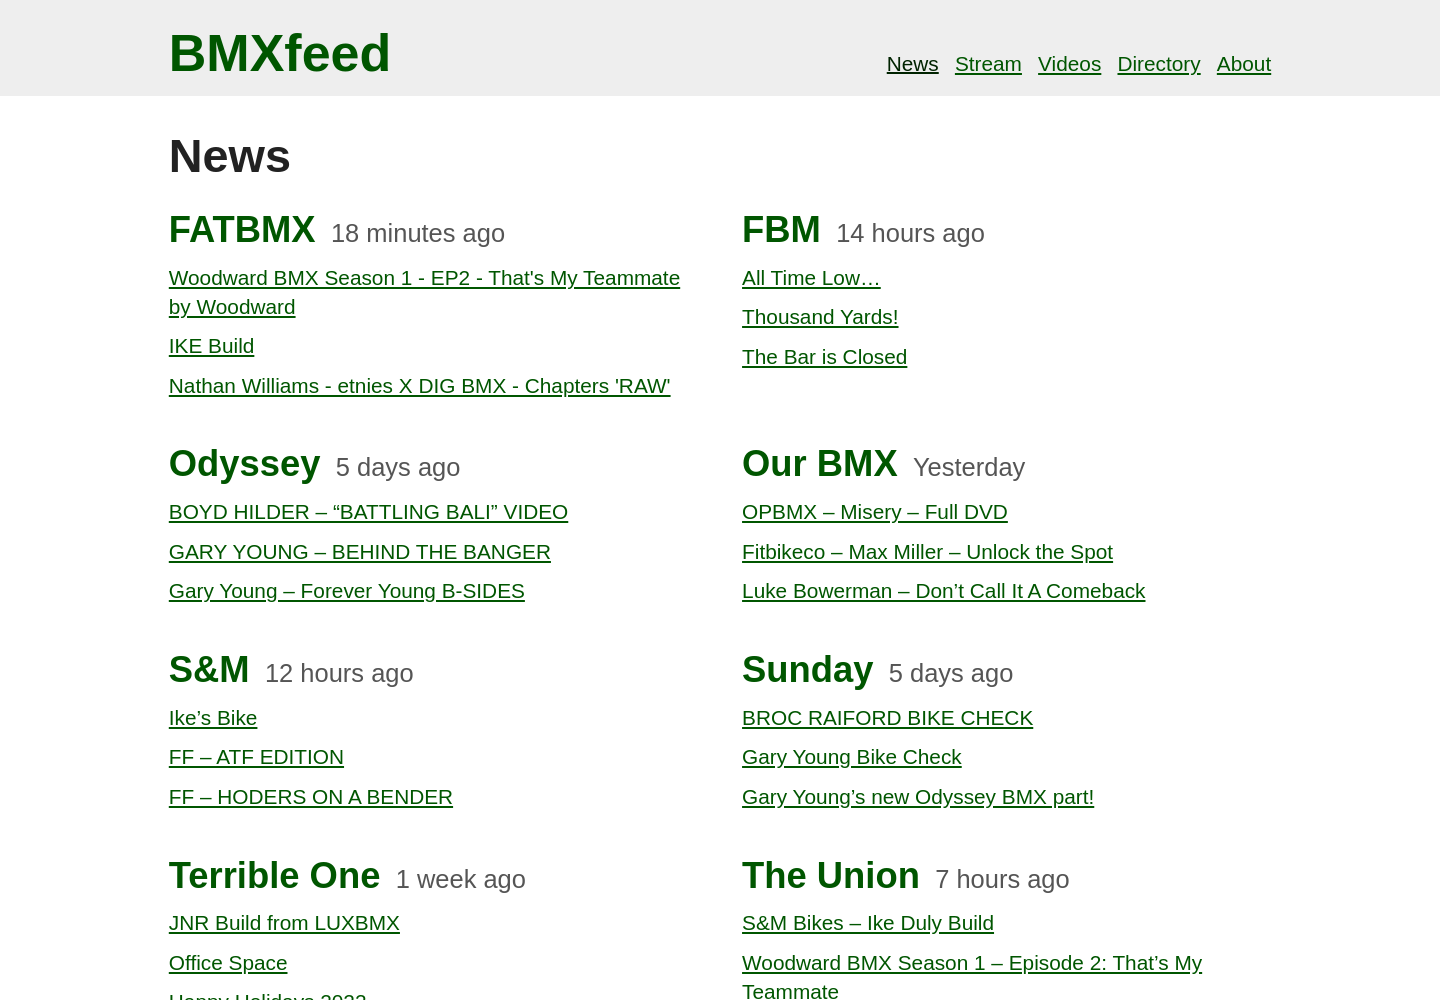 BMXfeed
News Stream Videos Directory About
News
FATBMX 18 minutes ago
Woodward BMX Season 1 - EP2 - That's My Teammate
by Woodward
IKE Build
Nathan Williams - etnies X DIG BMX - Chapters 'RAW'
FBM 14 hours ago
All Time Low…
Thousand Yards!
The Bar is Closed
Odyssey 5 days ago
BOYD HILDER – “BATTLING BALI” VIDEO
GARY YOUNG – BEHIND THE BANGER
Gary Young – Forever Young B-SIDES
Our BMX Yesterday
OPBMX – Misery – Full DVD
Fitbikeco – Max Miller – Unlock the Spot
Luke Bowerman – Don’t Call It A Comeback
S&M 12 hours ago
Ike’s Bike
FF – ATF EDITION
FF – HODERS ON A BENDER
Sunday 5 days ago
BROC RAIFORD BIKE CHECK
Gary Young Bike Check
Gary Young’s new Odyssey BMX part!
Terrible One 1 week ago
JNR Build from LUXBMX
Office Space
Happy Holidays 2022
The Union 7 hours ago
S&M Bikes – Ike Duly Build
Woodward BMX Season 1 – Episode 2: That’s My
Teammate